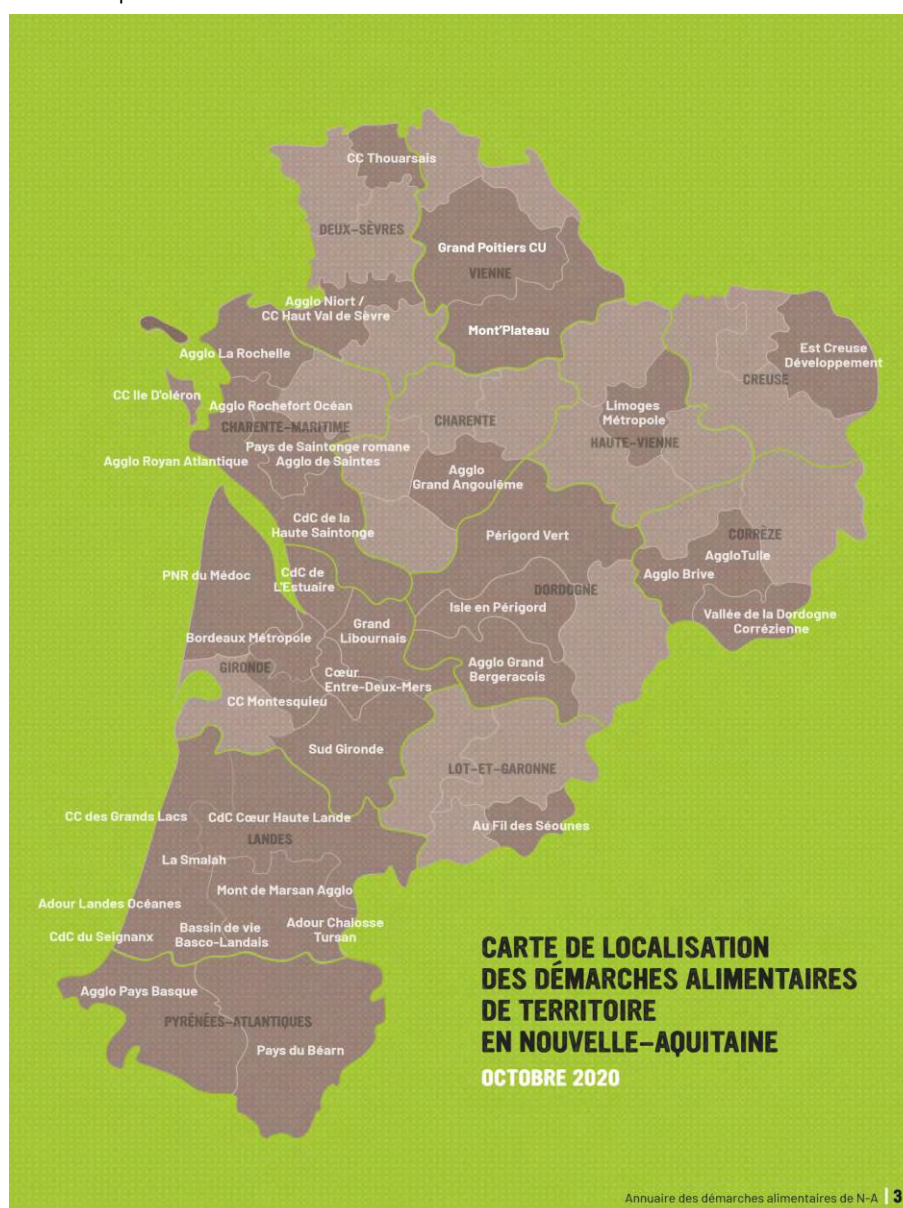 CC Thouarsais
DEUX-SÈVRES
Grand Poitiers CU
VIENNE
Agglo Niort /
CC Haut Val de Sèvre
Mont'Plateau
Agglo La Rochelle
Est Creuse
Développement
CREUSE
CC Ile D'oléron
Agglo Rochefort Océan
CHARENTE-MARITIME
CHARENTE
Limoges
Métropole
HAUTE-VIENNE
Pays de Saintonge romane
Agglo de Saintes
Agglo Royan Atlantique
Agglo
Grand Angoulême
CdC de la
Haute Saintonge
Périgord Vert
CORRÈZE
AggloTulle
Agglo Brive
PNR du Médoc
CdC de
L'Estuaire
DORDOGNE
Isle en Périgord
Vallée de la Dordogne
Corrézienne
Grand
Libournais
Bordeaux Métropole
GIRONDE
Cœur
Entre-Deux-Mers
Agglo Grand
Bergeracois
CC Montesquieu
Sud Gironde
LOT-ET-GARONNE
CC des Grands Lacs
CdC Cœur Haute Lande
LANDES
Au Fil des Séounes
La Smalah
Mont de Marsan Agglo
Adour Landes Océanes
CdC du Seignanx
Bassin de vie
Basco-Landais
Adour Chalosse
Tursan
Agglo Pays Basque
PYRÉNÉES-ATLANTIQUES
Pays du Béarn
CARTE DE LOCALISATION
DES DÉMARCHES ALIMENTAIRES
DE TERRITOIRE
EN NOUVELLE-AQUITAINE
OCTOBRE 2020
Annuaire des démarches alimentaires de N-A | 3